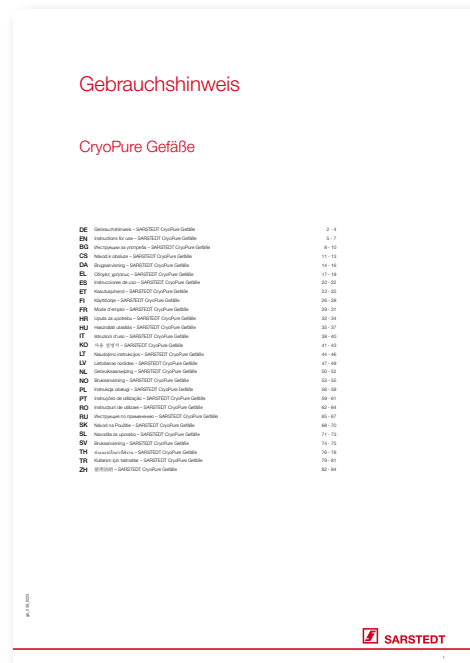 Gebrauchshinweis
CryoPure Gefäße
DE Gebrauchshinweis – SARSTEDT CryoPure Gefäße 2 - 4
EN Instructions for use – SARSTEDT CryoPure Gefäße 5 - 7
BG Инструкции за употреба – SARSTEDT CryoPure Gefäße 8 - 10
CS Návod k obsluze – SARSTEDT CryoPure Gefäße 11 - 13
DA Brugsanvisning – SARSTEDT CryoPure Gefäße 14 - 16
EL Οδηγίες χρήσεως – SARSTEDT CryoPure Gefäße 17 - 19
ES Instrucciones de uso – SARSTEDT CryoPure Gefäße 20 - 22
ET Kasutusjuhend – SARSTEDT CryoPure Gefäße 23 - 25
FI Käyttöohje – SARSTEDT CryoPure Gefäße 26 - 28
FR Mode d'emploi – SARSTEDT CryoPure Gefäße 29 - 31
HR Uputa za upotrebu – SARSTEDT CryoPure Gefäße 32 - 34
HU Használati utasítás – SARSTEDT CryoPure Gefäße 35 - 37
IT Istruzioni d'uso – SARSTEDT CryoPure Gefäße 38 - 40
KO 사용 설명서 – SARSTEDT CryoPure Gefäße 41 - 43
LT Naudojimo instrukcijos – SARSTEDT CryoPure Gefäße 44 - 46
LV Lietošanas norādes – SARSTEDT CryoPure Gefäße 47 - 49
NL Gebruiksaanwijzing – SARSTEDT CryoPure Gefäße 50 - 52
NO Bruksanvisning – SARSTEDT CryoPure Gefäße 53 - 55
PL Instrukcja obsługi – SARSTEDT CryoPure Gefäße 56 - 58
PT Instruções de utilização – SARSTEDT CryoPure Gefäße 59 - 61
RO Instrucțiuni de utilizare – SARSTEDT CryoPure Gefäße 62 - 64
RU Инструкция по применению – SARSTEDT CryoPure Gefäße 65 - 67
SK Návod na Použitie – SARSTEDT CryoPure Gefäße 68 - 70
SL Navodila za uporabo – SARSTEDT CryoPure Gefäße 71 - 73
SV Bruksanvisning – SARSTEDT CryoPure Gefäße 74 - 75
TH – SARSTEDT CryoPure Gefäße 76 - 78
TR Kullanım için talimatlar – SARSTEDT CryoPure Gefäße 79 - 81
ZH 使用说明 – SARSTEDT CryoPure Gefäße 82 - 84
SARSTEDT
1